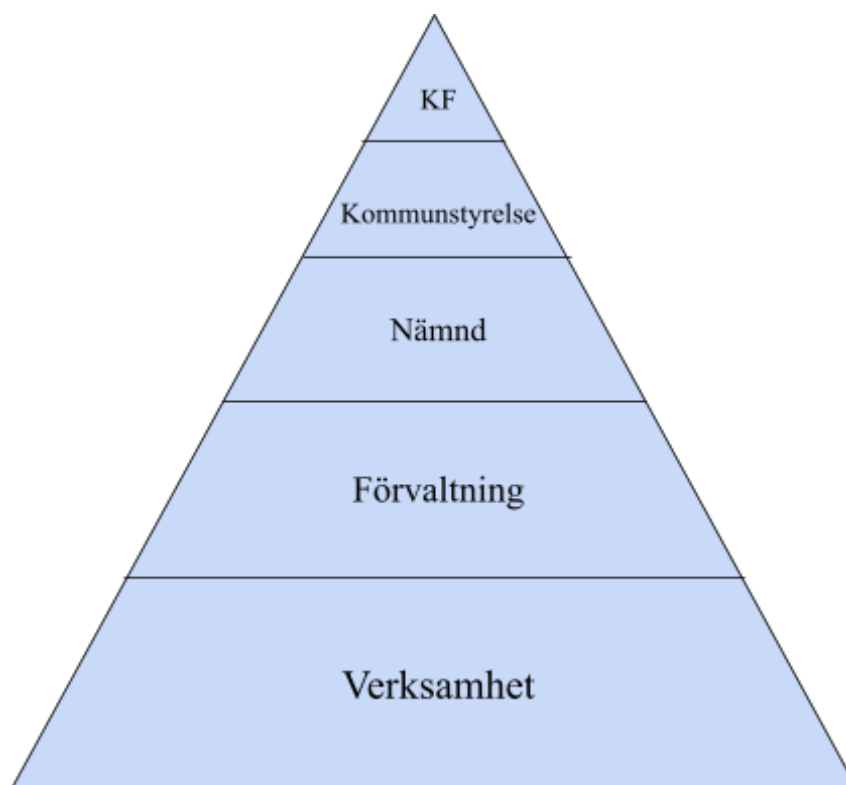 KF
Kommunstyrelse
Nämnd
Förvaltning
Verksamhet